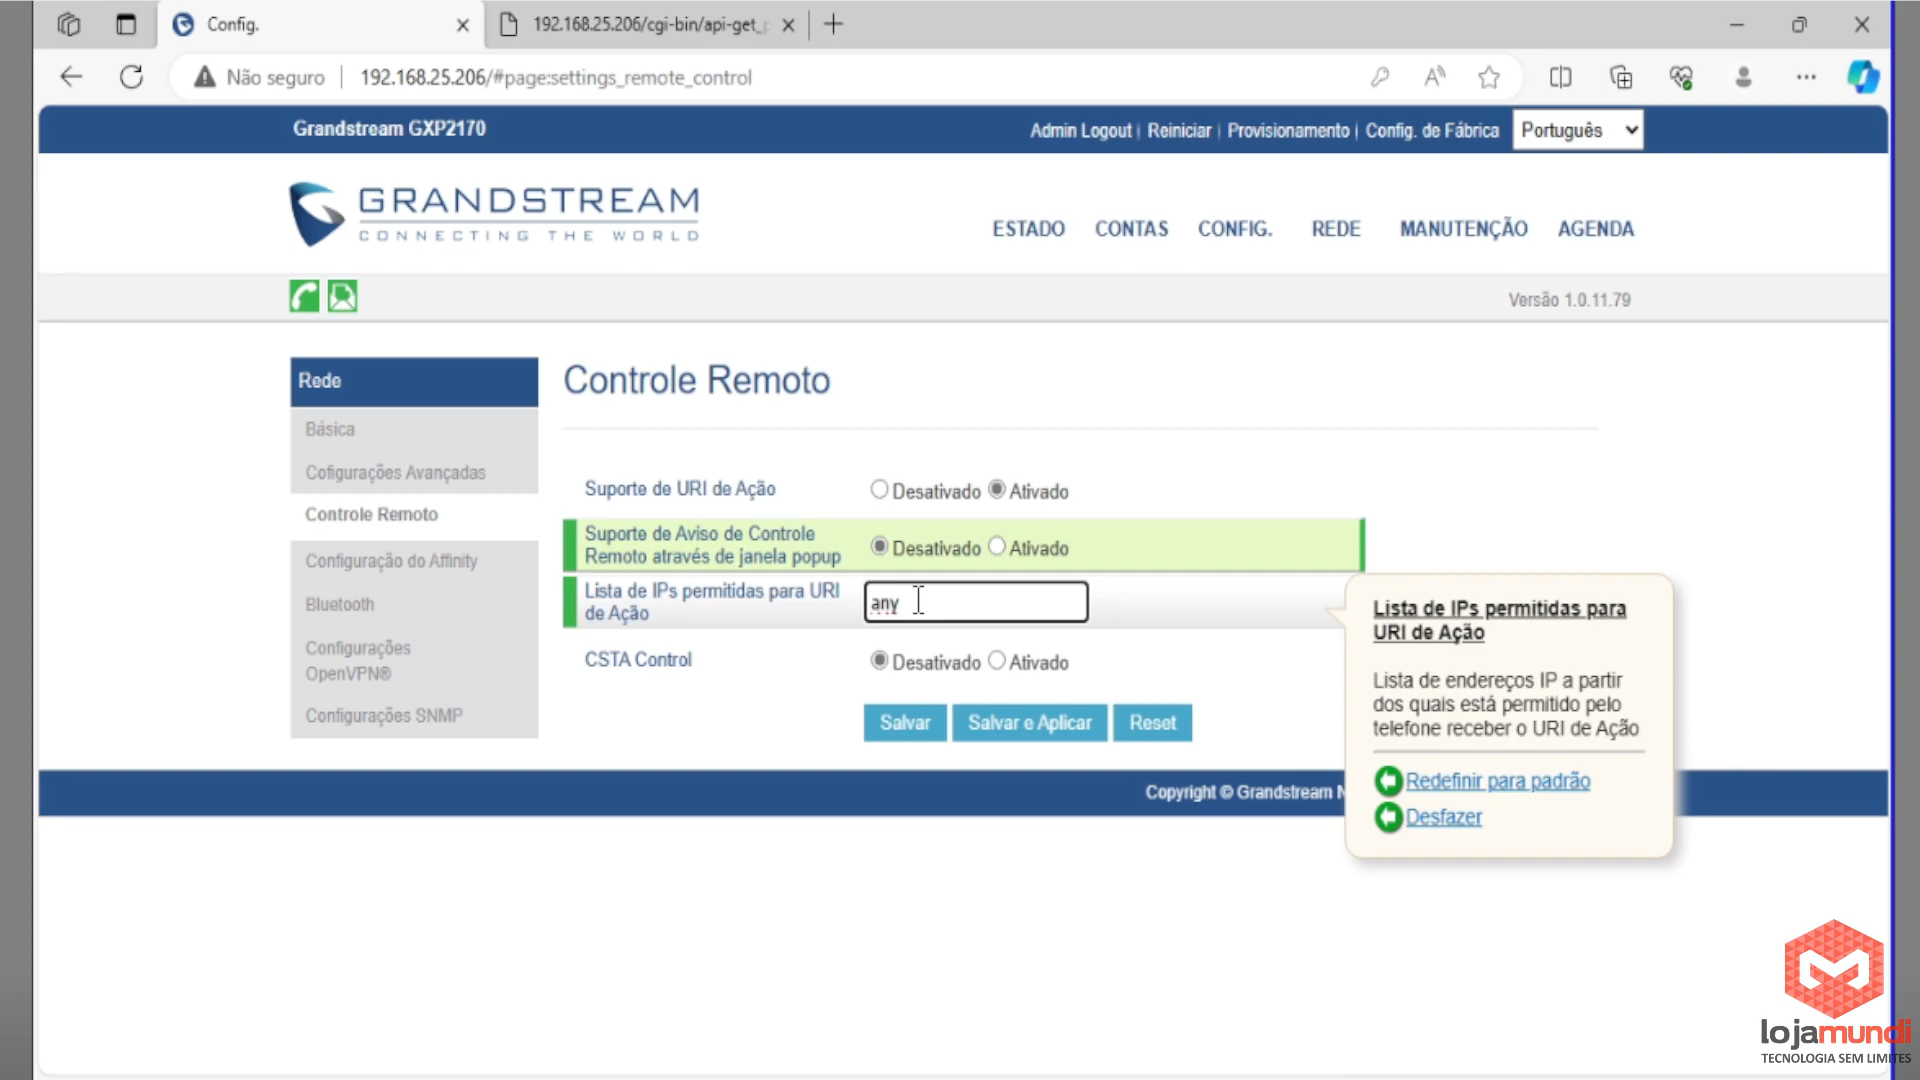 Config.
192.168.25.206/cgi-bin/api-get_
Não seguro
192.168.25.206/#page:settings_remote_control
Grandstream GXP2170
Admin Logout | Reiniciar | Provisionamento | Config. de Fábrica
Português
GRANDSTREAM
CONNECTING THE WORLD
ESTADO CONTAS CONFIG. REDE MANUTENÇÃO AGENDA
Versão 1.0.11.79
Rede
Básica
Cofigurações Avançadas
Controle Remoto
Configuração do Affinity
Bluetooth
Configurações
OpenVPN®
Configurações SNMP
Controle Remoto
Suporte de URI de Ação
Desativado Ativado
Suporte de Aviso de Controle
Remoto através de janela popup
Desativado Ativado
Lista de IPs permitidas para URI
de Ação
any
CSTA Control
Desativado Ativado
Salvar
Salvar e Aplicar
Reset
Lista de IPs permitidas para
URI de Ação
Lista de endereços IP a partir
dos quais está permitido pelo
telefone receber o URI de Ação
Redefinir para padrão
Desfazer
Copyright © Grandstream
lojamundi
TECNOLOGIA SEM LIMITES